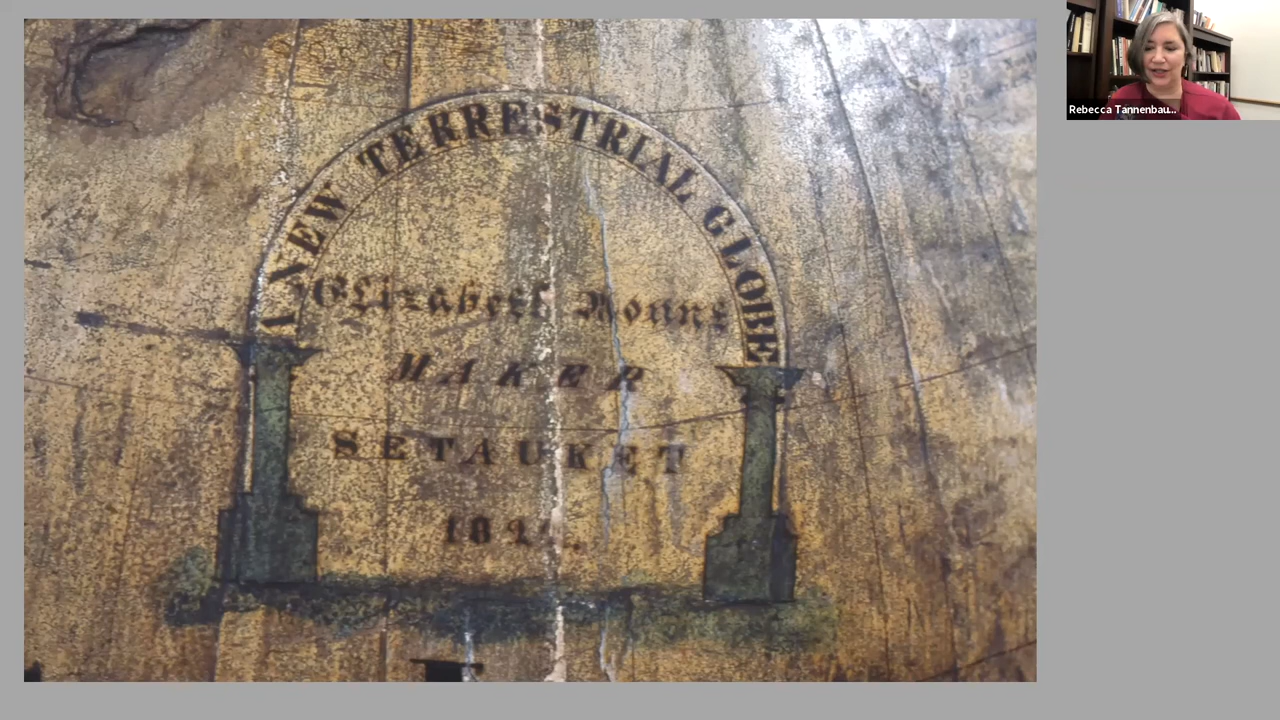 A NEW TERRESTRIAL GLOBE
Elizabeth Mount
MAKER
SETAUKET
Rebecca Tannenbau...